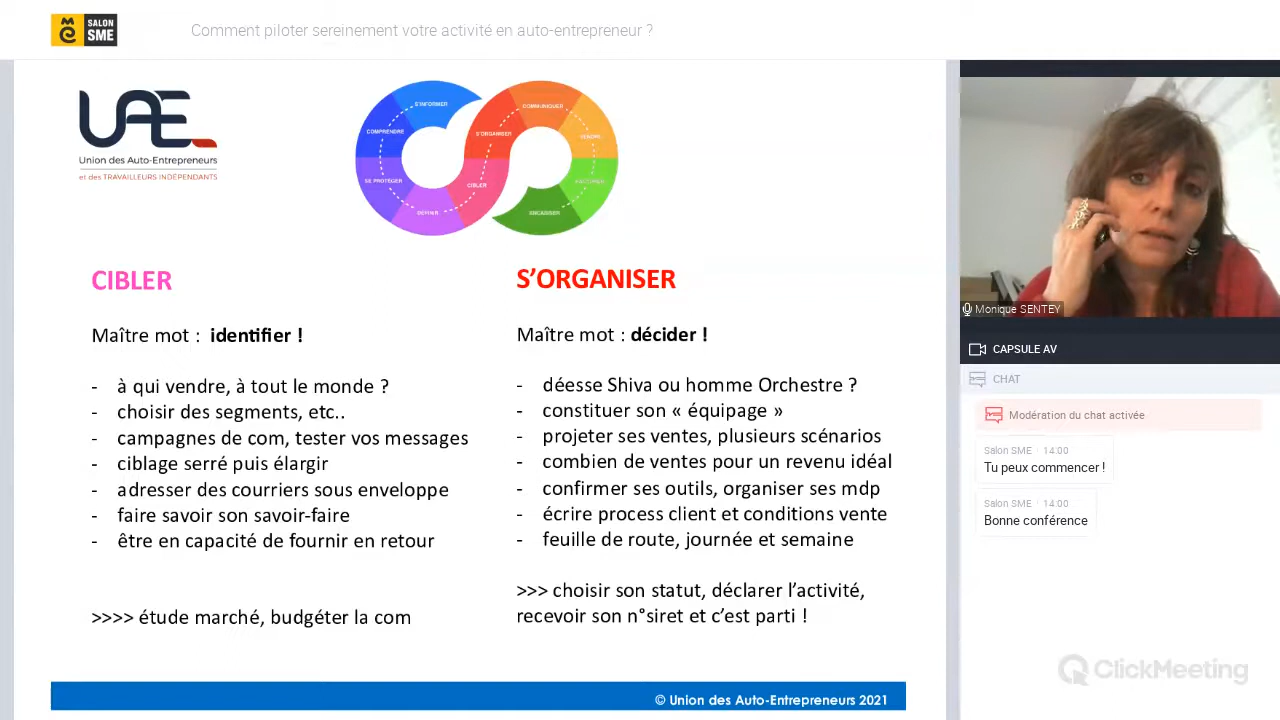 SALON
SME
Comment piloter sereinement votre activité en auto-entrepreneur ?
UAE
Union des Auto-Entrepreneurs
et des TRAVAILLEURS INDÉPENDANTS
S'INFORMER
COMPRENDRE
SE PROTÉGER
DÉFINIR
CIBLER
S'ORGANISER
COMMUNIQUER
VENDRE
FACTURER
ENCAISSER
CIBLER
Maître mot : identifier !
- à qui vendre, à tout le monde ?
- choisir des segments, etc..
- campagnes de com, tester vos messages
- ciblage serré puis élargir
- adresser des courriers sous enveloppe
- faire savoir son savoir-faire
- être en capacité de fournir en retour
>>>> étude marché, budgéter la com
S’ORGANISER
Maître mot : décider !
- déesse Shiva ou homme Orchestre ?
- constituer son « équipage »
- projeter ses ventes, plusieurs scénarios
- combien de ventes pour un revenu idéal
- confirmer ses outils, organiser ses mdp
- écrire process client et conditions vente
- feuille de route, journée et semaine
>>> choisir son statut, déclarer l’activité,
recevoir son n°siret et c’est parti !
© Union des Auto-Entrepreneurs 2021
Monique SENTEY
CAPSULE AV
CHAT
Modération du chat activée
Salon SME · 14:00
Tu peux commencer !
Salon SME · 14:00
Bonne conférence
ClickMeeting